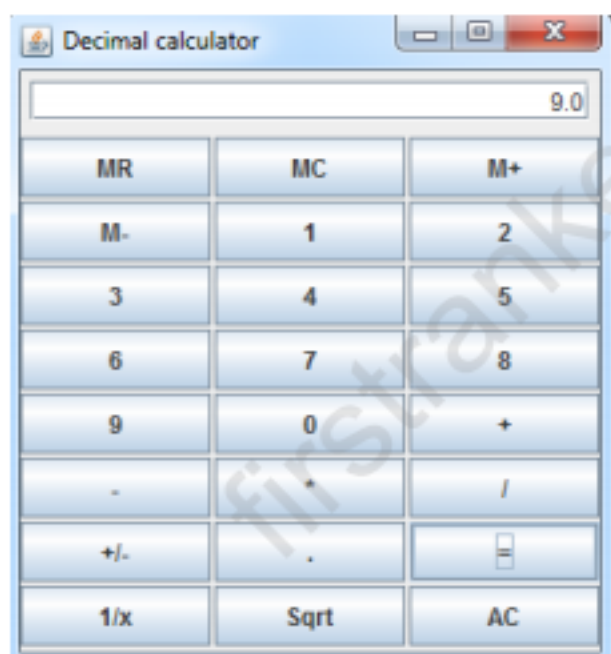 Decimal calculator
9.0
MR MC M+
M- 1 2
3 4 5
6 7 8
9 0 +
- * /
+/- . =
1/x Sqrt AC
firstranke